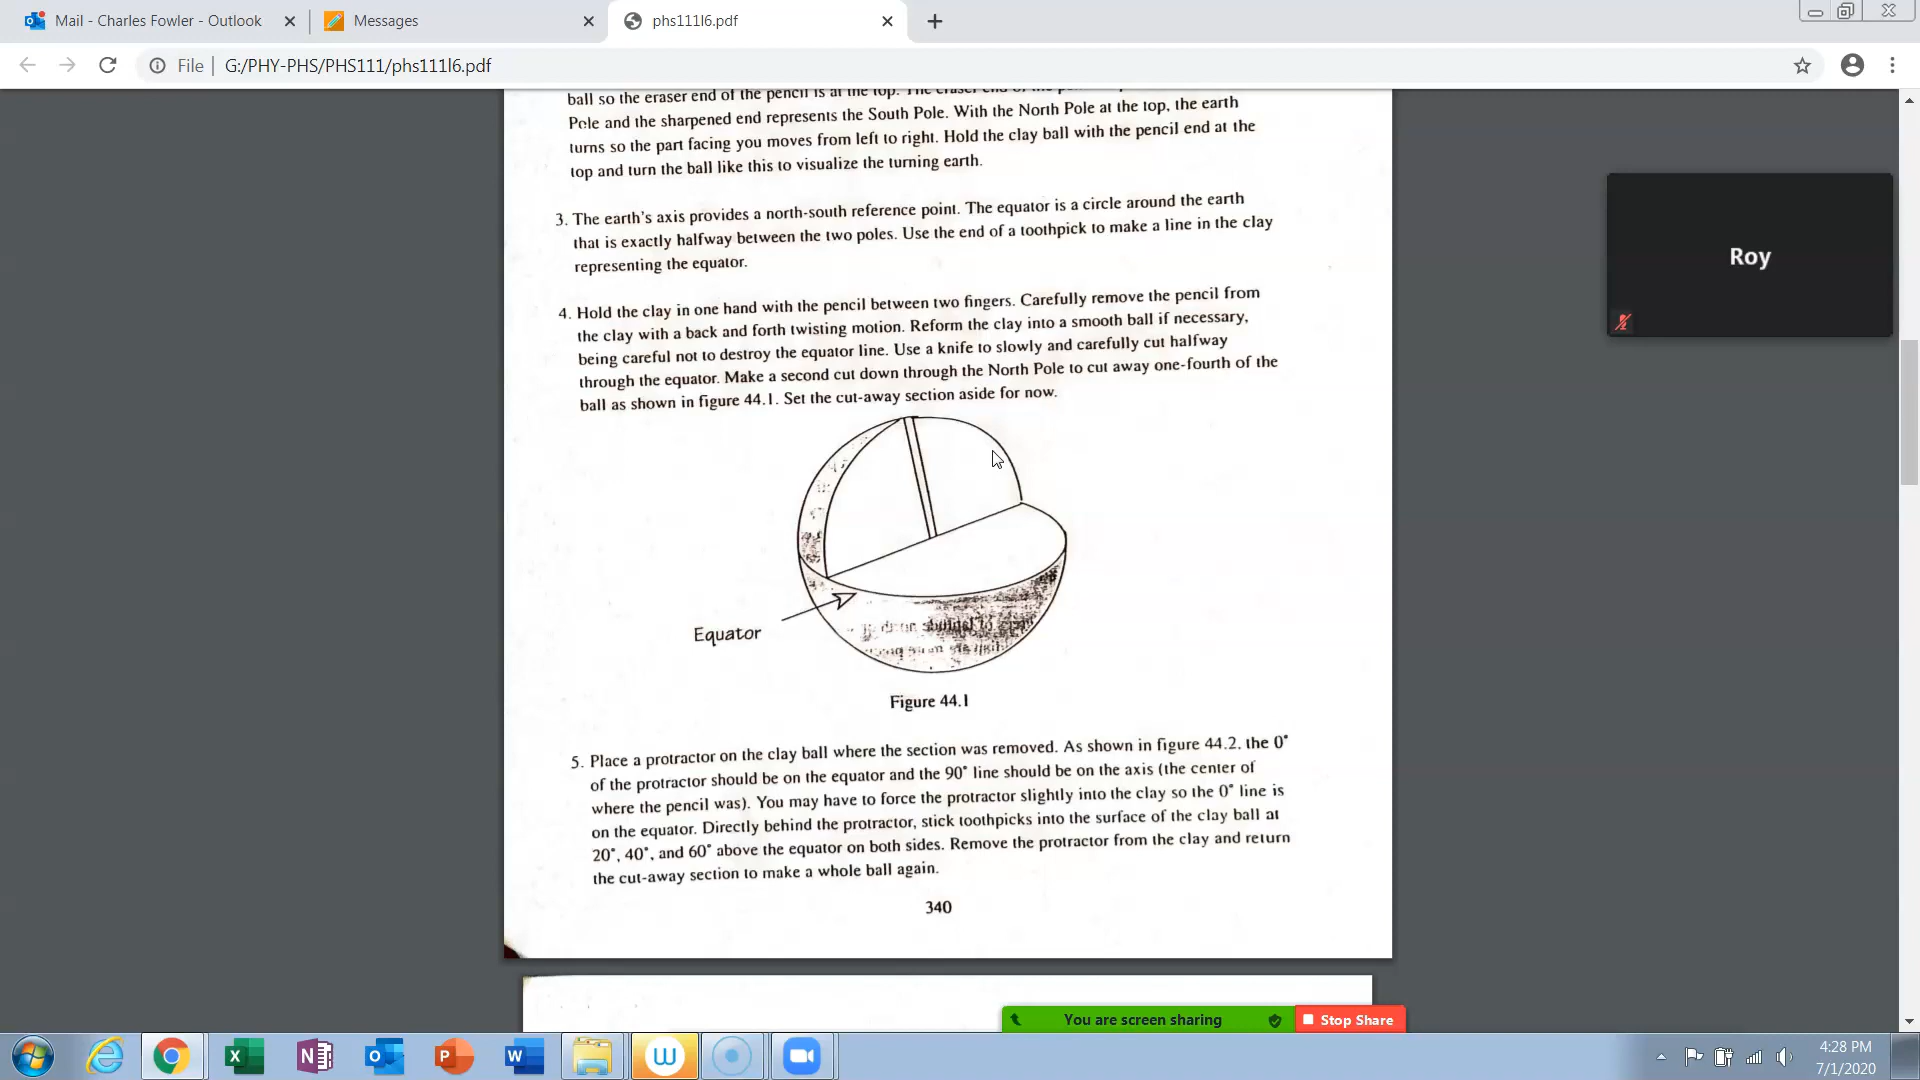 Mail - Charles Fowler - Outlook
Messages
phs111l6.pdf
File
G:/PHY-PHS/PHS111/phs111l6.pdf
ball so the eraser end of the pencil is at the top. The eraser end of the
Pole and the sharpened end represents the South Pole. With the North Pole at the top, the earth
turns so the part facing you moves from left to right. Hold the clay ball with the pencil end at the
top and turn the ball like this to visualize the turning earth.
3. The earth's axis provides a north-south reference point. The equator is a circle around the earth
that is exactly halfway between the two poles. Use the end of a toothpick to make a line in the clay
representing the equator.
4. Hold the clay in one hand with the pencil between two fingers. Carefully remove the pencil from
the clay with a back and forth twisting motion. Reform the clay into a smooth ball if necessary,
being careful not to destroy the equator line. Use a knife to slowly and carefully cut halfway
through the equator. Make a second cut down through the North Pole to cut away one-fourth of the
ball as shown in figure 44.1. Set the cut-away section aside for now.
Equator
Figure 44.1
5. Place a protractor on the clay ball where the section was removed. As shown in figure 44.2, the 0°
of the protractor should be on the equator and the 90° line should be on the axis (the center of
where the pencil was). You may have to force the protractor slightly into the clay so the 0° line is
on the equator. Directly behind the protractor, stick toothpicks into the surface of the clay ball at
20°, 40°, and 60° above the equator on both sides. Remove the protractor from the clay and return
the cut-away section to make a whole ball again.
340
Roy
You are screen sharing
Stop Share
4:28 PM
7/1/2020